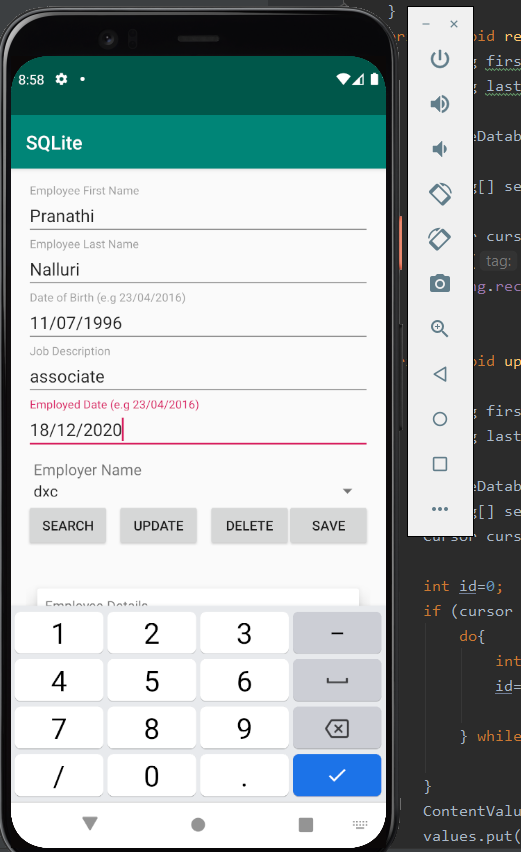 8:58
SQLite
Employee First Name
Pranathi
Employee Last Name
Nalluri
Date of Birth (e.g 23/04/2016)
11/07/1996
Job Description
associate
Employed Date (e.g 23/04/2016)
18/12/2020
Employer Name
dxc
SEARCH UPDATE DELETE SAVE
Employee Details
1 2 3 –
4 5 6
7 8 9
/ 0 .
}
oid re
g firs
g last
eDatab
g[] se
r curs
tag:
g.rec
oid up
g firs
g last
eDatab
g[] se
Cursor curs
int id=0;
if (cursor
do{
int
id=
} while
}
ContentValu
values.put(